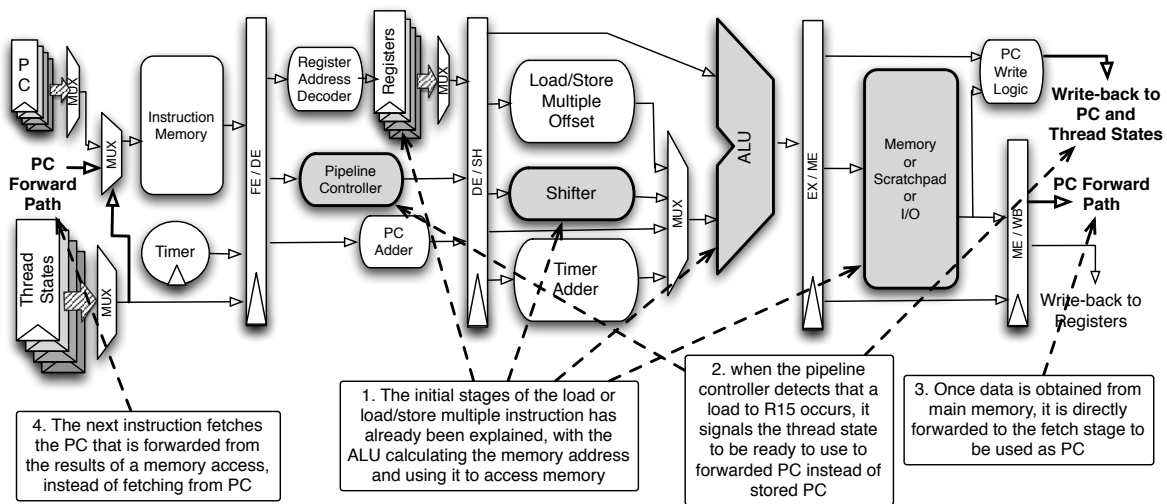 P
C
MUX
PC
Forward
Path
MUX
Thread
States
MUX
Instruction
Memory
Timer
FE / DE
Register
Address
Decoder
Pipeline
Controller
PC
Adder
Registers
MUX
DE / SH
Load/Store
Multiple
Offset
Shifter
Timer
Adder
MUX
ALU
EX / ME
Memory
or
Scratchpad
or
I/O
PC
Write
Logic
ME / WB
Write-back to
PC and
Thread States
PC Forward
Path
Write-back to
Registers
4. The next instruction fetches
the PC that is forwarded from
the results of a memory access,
instead of fetching from PC
1. The initial stages of the load or
load/store multiple instruction has
already been explained, with the
ALU calculating the memory address
and using it to access memory
2. when the pipeline
controller detects that a
load to R15 occurs, it
signals the thread state
to be ready to use to
forwarded PC instead of
stored PC
3. Once data is obtained from
main memory, it is directly
forwarded to the fetch stage to
be used as PC